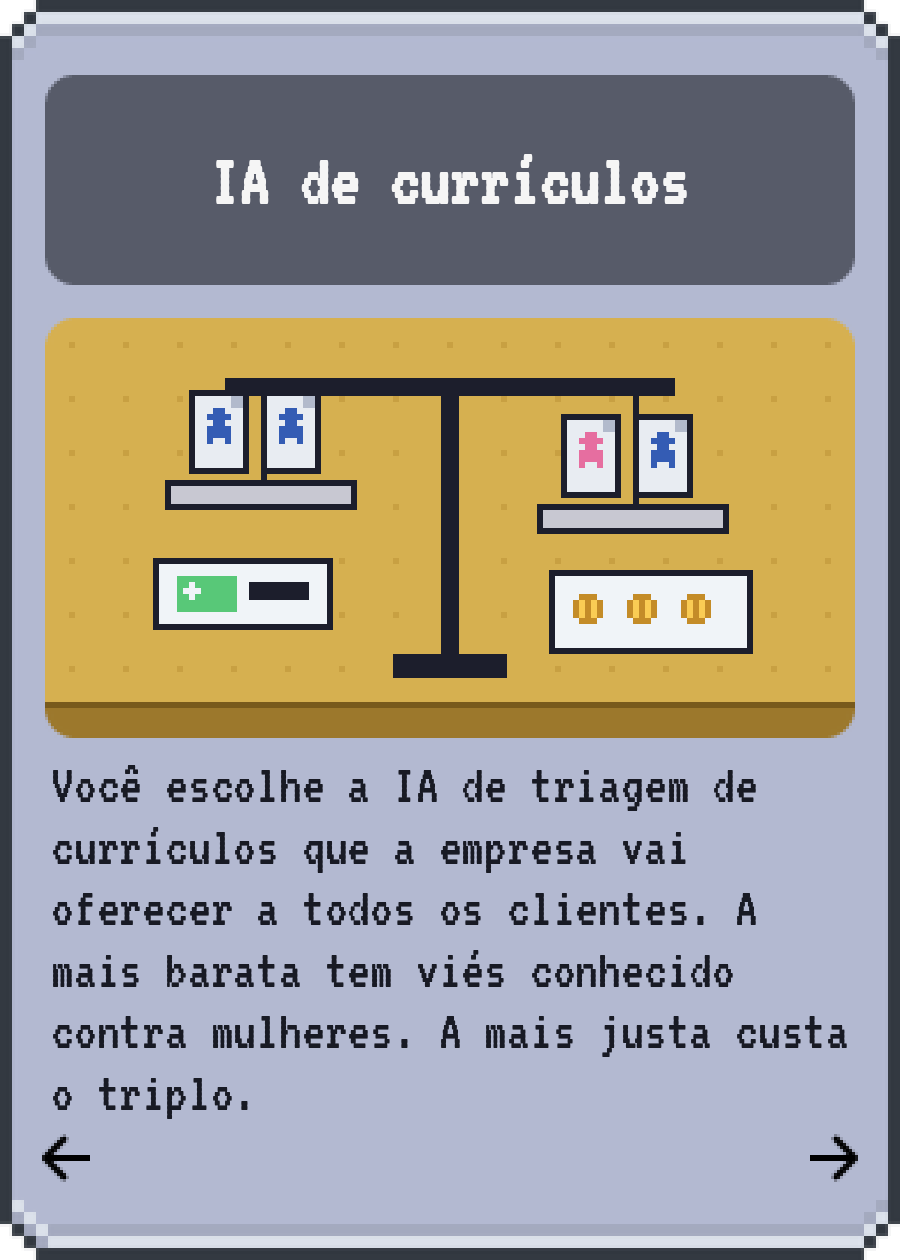 IA de currículos
Você escolhe a IA de triagem de
currículos que a empresa vai
oferecer a todos os clientes. A
mais barata tem viés conhecido
contra mulheres. A mais justa custa
o triplo.